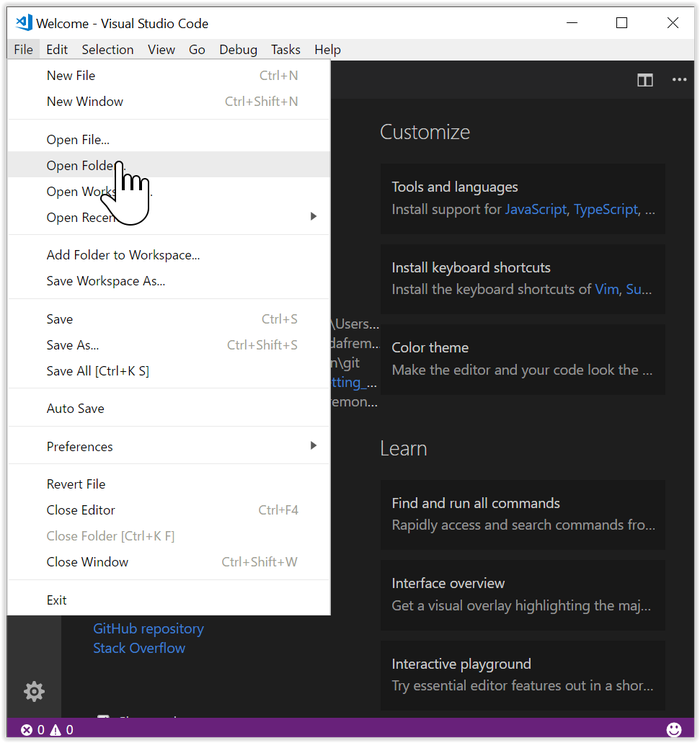 Welcome - Visual Studio Code
File Edit Selection View Go Debug Tasks Help
New File Ctrl+N
New Window Ctrl+Shift+N
Open File...
Open Folde
Open Work
Open Recen
Add Folder to Workspace...
Save Workspace As...
Save Ctrl+S
Save As... Ctrl+Shift+S
Save All [Ctrl+K S]
Auto Save
Preferences
Revert File
Close Editor Ctrl+F4
Close Folder [Ctrl+K F]
Close Window Ctrl+Shift+W
Exit
\Users...
dafrem...
n\git
tting_...
remon...
GitHub repository
Stack Overflow
Customize
Tools and languages
Install support for JavaScript, TypeScript, ...
Install keyboard shortcuts
Install the keyboard shortcuts of Vim, Su...
Color theme
Make the editor and your code look the ...
Learn
Find and run all commands
Rapidly access and search commands fro...
Interface overview
Get a visual overlay highlighting the maj...
Interactive playground
Try essential editor features out in a shor...
0 0